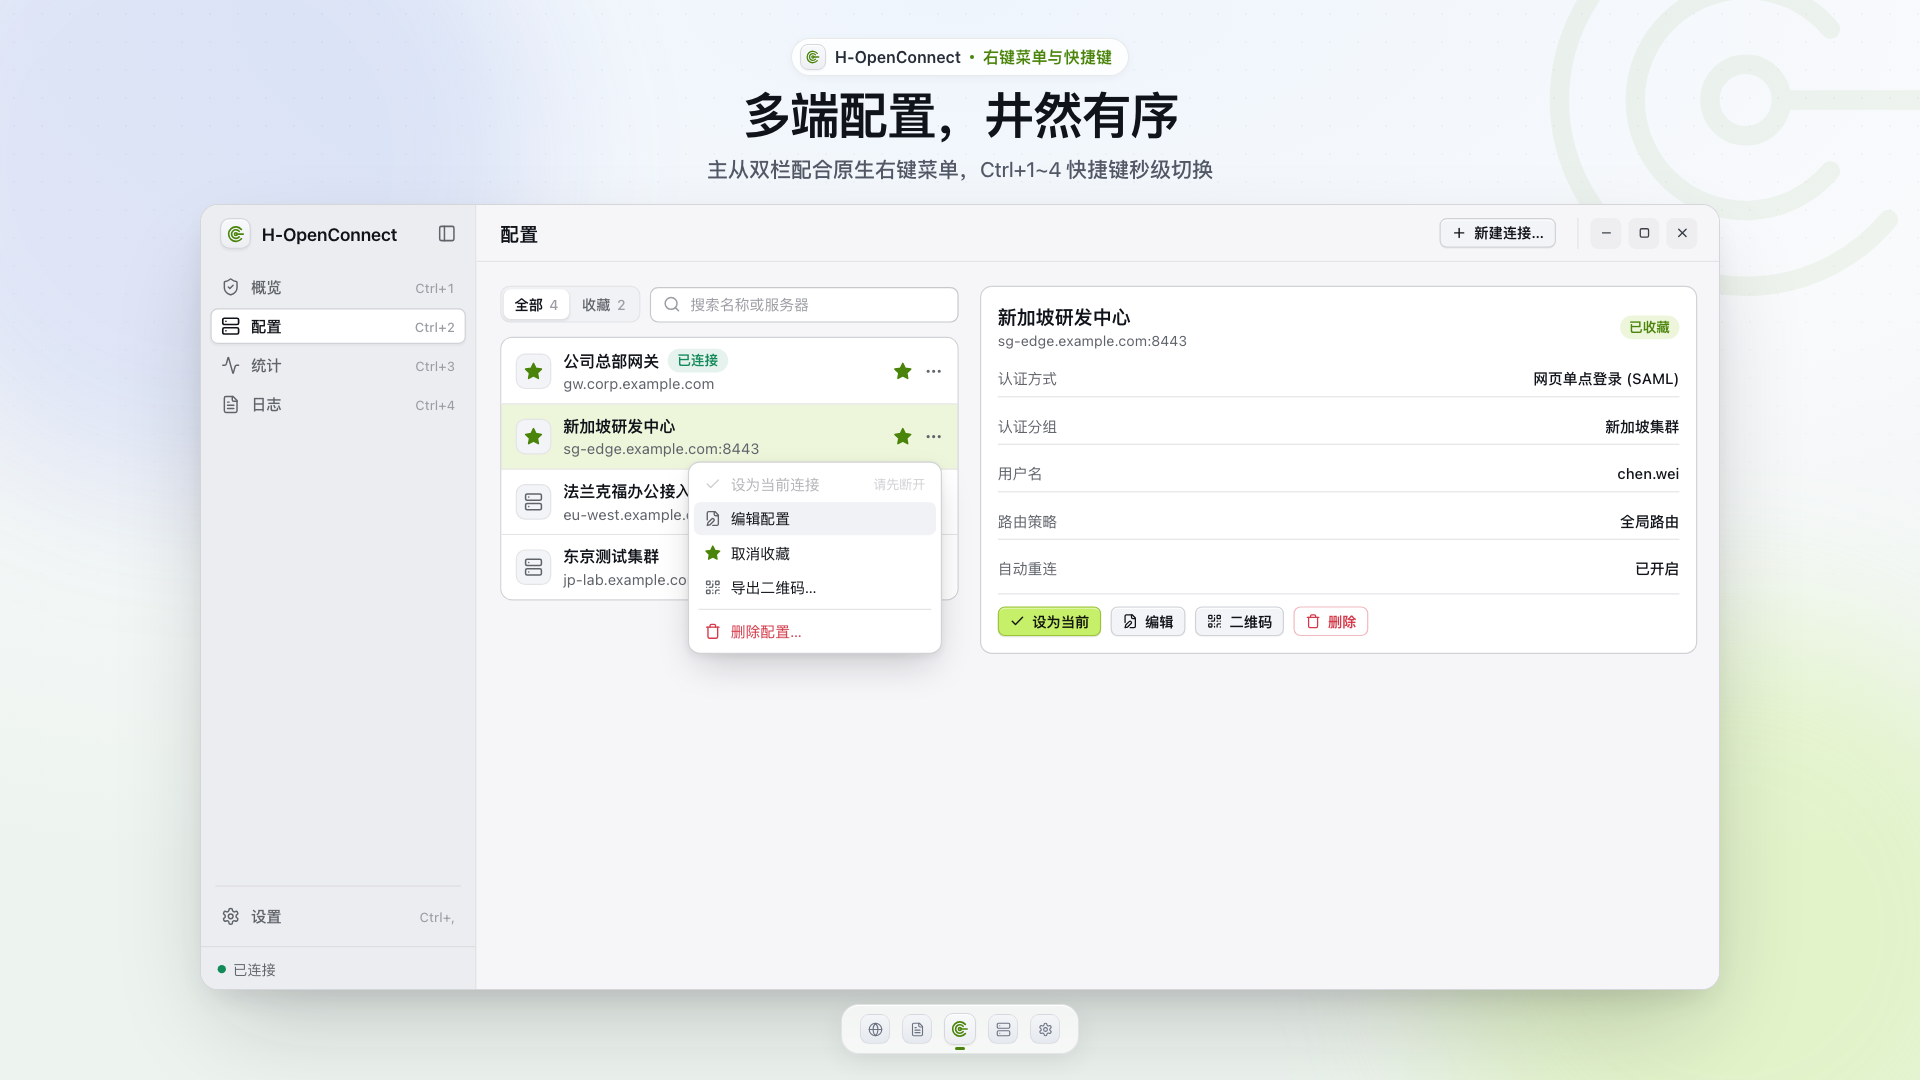 H-OpenConnect • 右键菜单与快捷键
多端配置，井然有序
主从双栏配合原生右键菜单，Ctrl+1~4 快捷键秒级切换
H-OpenConnect
概览 Ctrl+1
配置 Ctrl+2
统计 Ctrl+3
日志 Ctrl+4
设置 Ctrl+,
已连接
配置
新建连接...
全部 4 收藏 2
搜索名称或服务器
公司总部网关 已连接
gw.corp.example.com
新加坡研发中心
sg-edge.example.com:8443
法兰克福办公接入
eu-west.example.
东京测试集群
jp-lab.example.co
设为当前连接 请先断开
编辑配置
取消收藏
导出二维码...
删除配置...
新加坡研发中心
sg-edge.example.com:8443
已收藏
认证方式 网页单点登录 (SAML)
认证分组 新加坡集群
用户名 chen.wei
路由策略 全局路由
自动重连 已开启
设为当前 编辑 二维码 删除